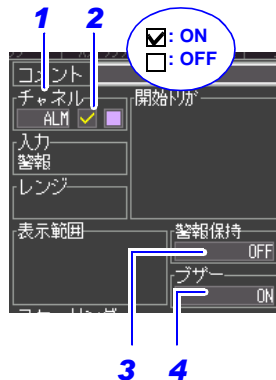 1 2
: ON
: OFF
コメント
チャネル
開始トリガ
ALM
入力
警報
レンジ
表示範囲
警報保持
OFF
ブザー
ON
3 4